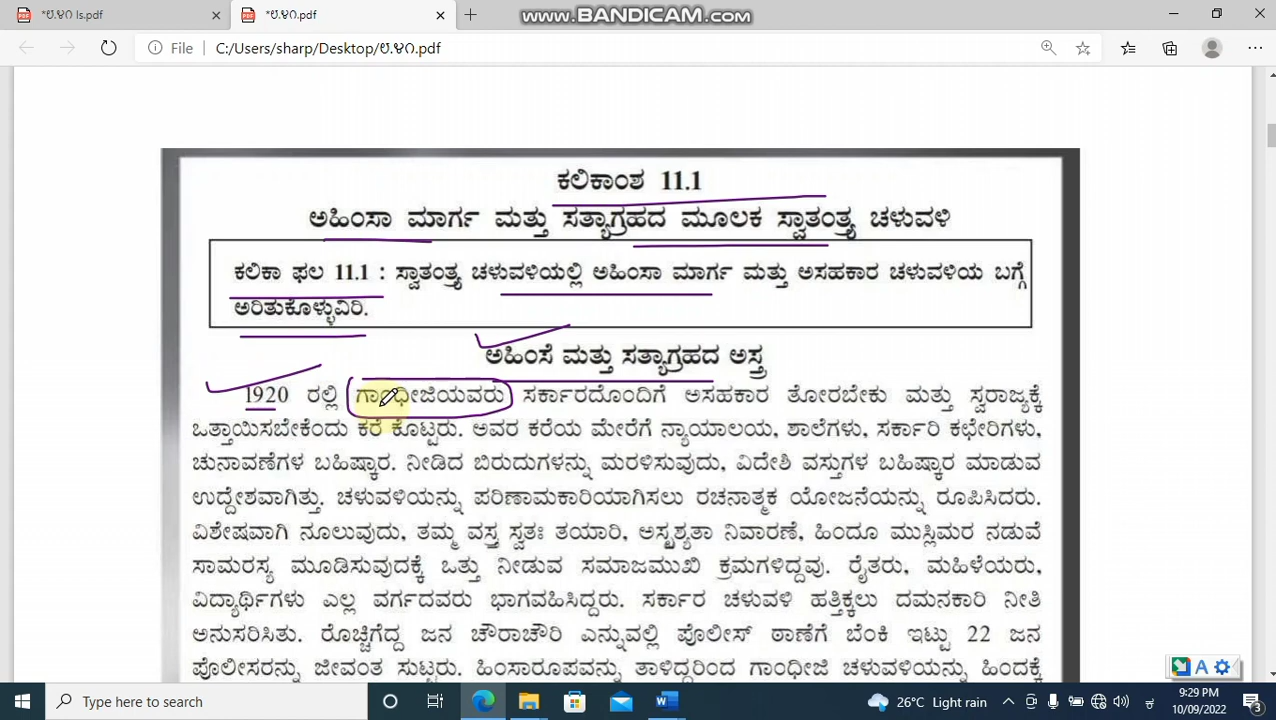 *ಕ.೪೧ ls.pdf
*ಕ.೪೧.pdf
www.BANDICAM.com
File
C:/Users/sharp/Desktop/ಕ.೪೧.pdf
ಕಲಿಕಾಂಶ 11.1
ಅಹಿಂಸಾ ಮಾರ್ಗ ಮತ್ತು ಸತ್ಯಾಗ್ರಹದ ಮೂಲಕ ಸ್ವಾತಂತ್ರ್ಯ ಚಳುವಳಿ
ಕಲಿಕಾ ಫಲ 11.1 : ಸ್ವಾತಂತ್ರ್ಯ ಚಳುವಳಿಯಲ್ಲಿ ಅಹಿಂಸಾ ಮಾರ್ಗ ಮತ್ತು ಅಸಹಕಾರ ಚಳುವಳಿಯ ಬಗ್ಗೆ
ಅರಿತುಕೊಳ್ಳುವಿರಿ.
ಅಹಿಂಸೆ ಮತ್ತು ಸತ್ಯಾಗ್ರಹದ ಅಸ್ತ್ರ
1920 ರಲ್ಲಿ ಗಾಂಧೀಜಿಯವರು ಸರ್ಕಾರದೊಂದಿಗೆ ಅಸಹಕಾರ ತೋರಬೇಕು ಮತ್ತು ಸ್ವರಾಜ್ಯಕ್ಕೆ
ಒತ್ತಾಯಿಸಬೇಕೆಂದು ಕರೆ ಕೊಟ್ಟರು. ಅವರ ಕರೆಯ ಮೇರೆಗೆ ನ್ಯಾಯಾಲಯ, ಶಾಲೆಗಳು, ಸರ್ಕಾರಿ ಕಛೇರಿಗಳು,
ಚುನಾವಣೆಗಳ ಬಹಿಷ್ಕಾರ. ನೀಡಿದ ಬಿರುದುಗಳನ್ನು ಮರಳಿಸುವುದು, ವಿದೇಶಿ ವಸ್ತುಗಳ ಬಹಿಷ್ಕಾರ ಮಾಡುವ
ಉದ್ದೇಶವಾಗಿತ್ತು. ಚಳುವಳಿಯನ್ನು ಪರಿಣಾಮಕಾರಿಯಾಗಿಸಲು ರಚನಾತ್ಮಕ ಯೋಜನೆಯನ್ನು ರೂಪಿಸಿದರು.
ವಿಶೇಷವಾಗಿ ನೂಲುವುದು, ತಮ್ಮ ವಸ್ತ್ರ ಸ್ವತಃ ತಯಾರಿ, ಅಸ್ಪೃಶ್ಯತಾ ನಿವಾರಣೆ, ಹಿಂದೂ ಮುಸ್ಲಿಮರ ನಡುವೆ
ಸಾಮರಸ್ಯ ಮೂಡಿಸುವುದಕ್ಕೆ ಒತ್ತು ನೀಡುವ ಸಮಾಜಮುಖಿ ಕ್ರಮಗಳಿದ್ದವು. ರೈತರು, ಮಹಿಳೆಯರು,
ವಿದ್ಯಾರ್ಥಿಗಳು ಎಲ್ಲ ವರ್ಗದವರು ಭಾಗವಹಿಸಿದ್ದರು. ಸರ್ಕಾರ ಚಳುವಳಿ ಹತ್ತಿಕ್ಕಲು ದಮನಕಾರಿ ನೀತಿ
ಅನುಸರಿಸಿತು. ರೊಚ್ಚಿಗೆದ್ದ ಜನ ಚೌರಾಚೌರಿ ಎನ್ನುವಲ್ಲಿ ಪೊಲೀಸ್ ಠಾಣೆಗೆ ಬೆಂಕಿ ಇಟ್ಟು 22 ಜನ
ಪೊಲೀಸರನ್ನು ಜೀವಂತ ಸುಟ್ಟರು. ಹಿಂಸಾರೂಪವನ್ನು ತಾಳಿದ್ದರಿಂದ ಗಾಂಧೀಜಿ ಚಳುವಳಿಯನ್ನು ಹಿಂದಕ್ಕೆ
Type here to search
26°C Light rain
9:29 PM
10/09/2022